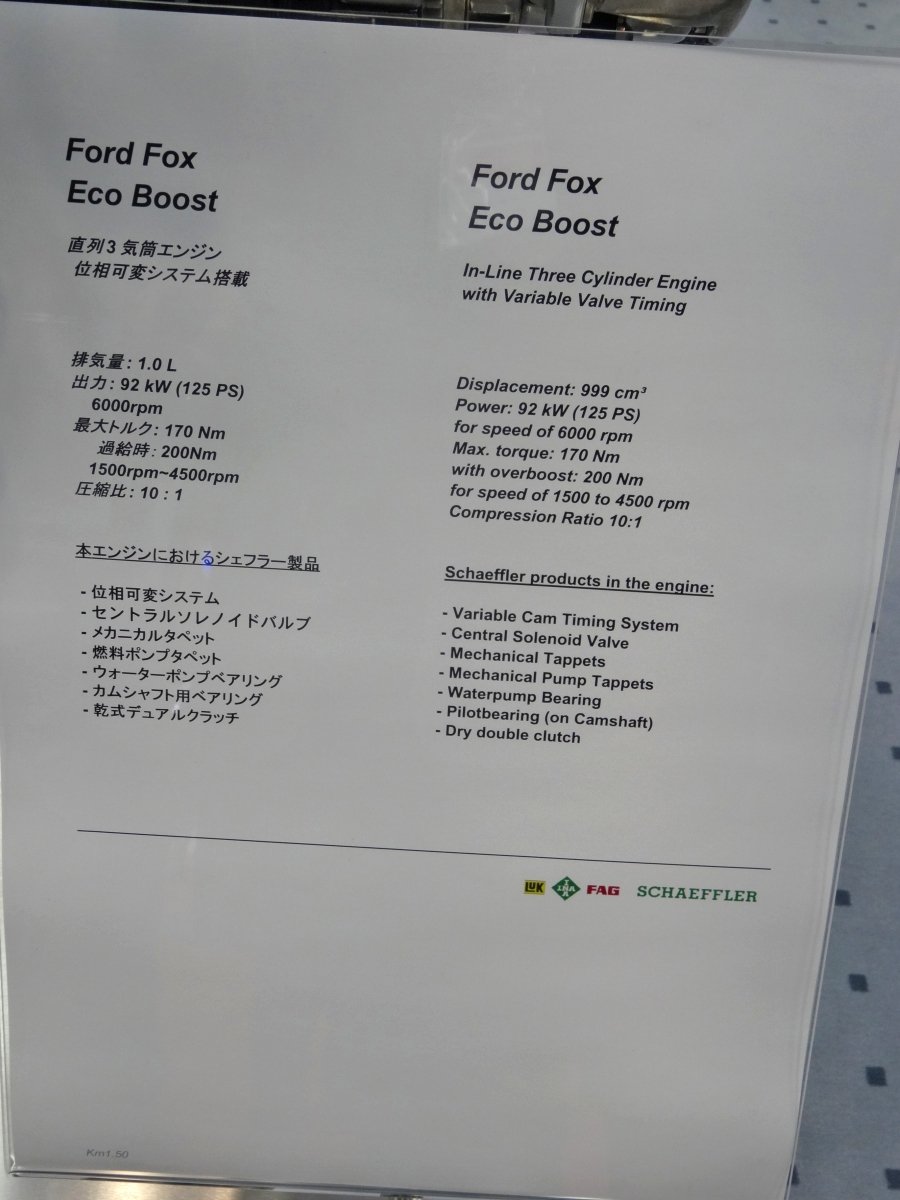 Ford Fox
Eco Boost
直列3気筒エンジン
位相可変システム搭載
排気量: 1.0 L
出力: 92 kW (125 PS)
6000rpm
最大トルク: 170 Nm
過給時: 200Nm
1500rpm~4500rpm
圧縮比: 10 : 1
本エンジンにおけるシェフラー製品
- 位相可変システム
- セントラルソレノイドバルブ
- メカニカルタペット
- 燃料ポンプタペット
- ウォーターポンプベアリング
- カムシャフト用ベアリング
- 乾式デュアルクラッチ
Ford Fox
Eco Boost
In-Line Three Cylinder Engine
with Variable Valve Timing
Displacement: 999 cm³
Power: 92 kW (125 PS)
for speed of 6000 rpm
Max. torque: 170 Nm
with overboost: 200 Nm
for speed of 1500 to 4500 rpm
Compression Ratio 10:1
Schaeffler products in the engine:
- Variable Cam Timing System
- Central Solenoid Valve
- Mechanical Tappets
- Mechanical Pump Tappets
- Waterpump Bearing
- Pilotbearing (on Camshaft)
- Dry double clutch
LUK INA FAG SCHAEFFLER
Km1.50